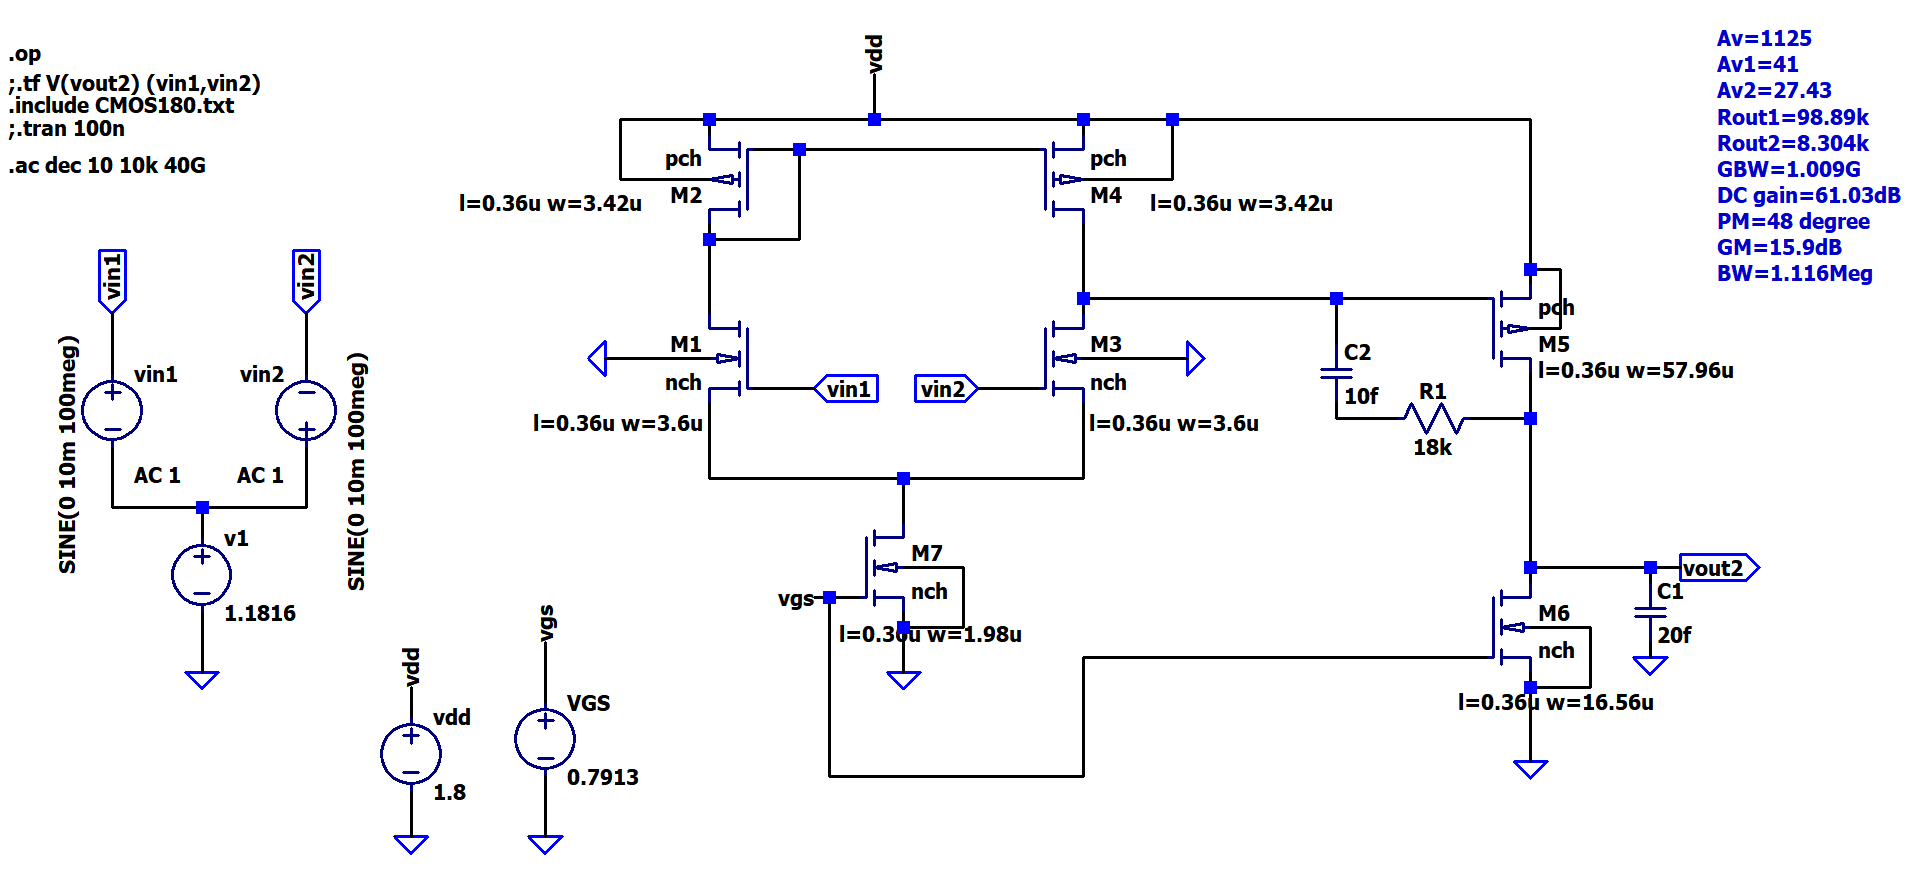 .op
;.tf V(vout2) (vin1,vin2)
.include CMOS180.txt
;.tran 100n
.ac dec 10 10k 40G
vdd
Av=1125
Av1=41
Av2=27.43
Rout1=98.89k
Rout2=8.304k
GBW=1.009G
DC gain=61.03dB
PM=48 degree
GM=15.9dB
BW=1.116Meg
pch
M2
l=0.36u w=3.42u
pch
M4
l=0.36u w=3.42u
vin1
vin2
vin1
AC 1
SINE(0 10m 100meg)
vin2
AC 1
SINE(0 10m 100meg)
v1
1.1816
M1
nch
l=0.36u w=3.6u
vin1
vin2
M3
nch
l=0.36u w=3.6u
C2
10f
R1
18k
pch
M5
l=0.36u w=57.96u
M7
nch
vgs
l=0.36u w=1.98u
vout2
C1
20f
M6
nch
l=0.36u w=16.56u
vdd
vdd
1.8
vgs
VGS
0.7913